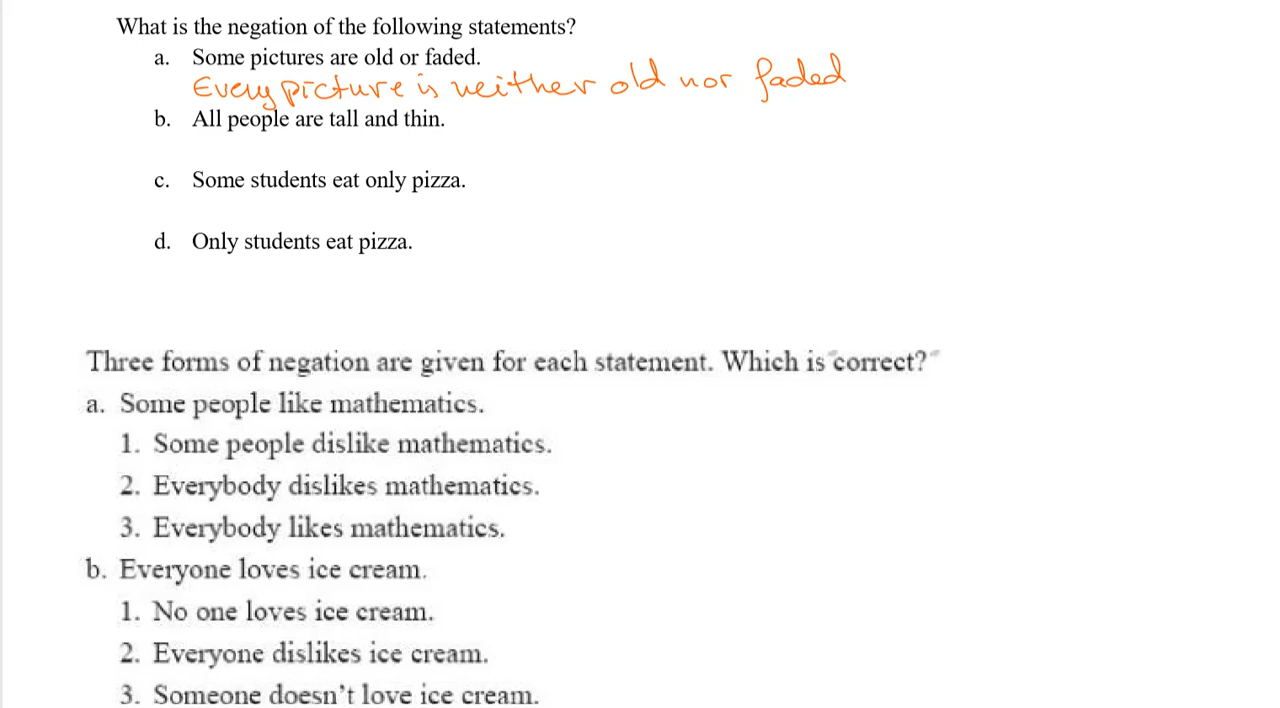 What is the negation of the following statements?
a. Some pictures are old or faded.
Every picture is neither old nor faded
b. All people are tall and thin.
c. Some students eat only pizza.
d. Only students eat pizza.
Three forms of negation are given for each statement. Which is correct?
a. Some people like mathematics.
1. Some people dislike mathematics.
2. Everybody dislikes mathematics.
3. Everybody likes mathematics.
b. Everyone loves ice cream.
1. No one loves ice cream.
2. Everyone dislikes ice cream.
3. Someone doesn't love ice cream.